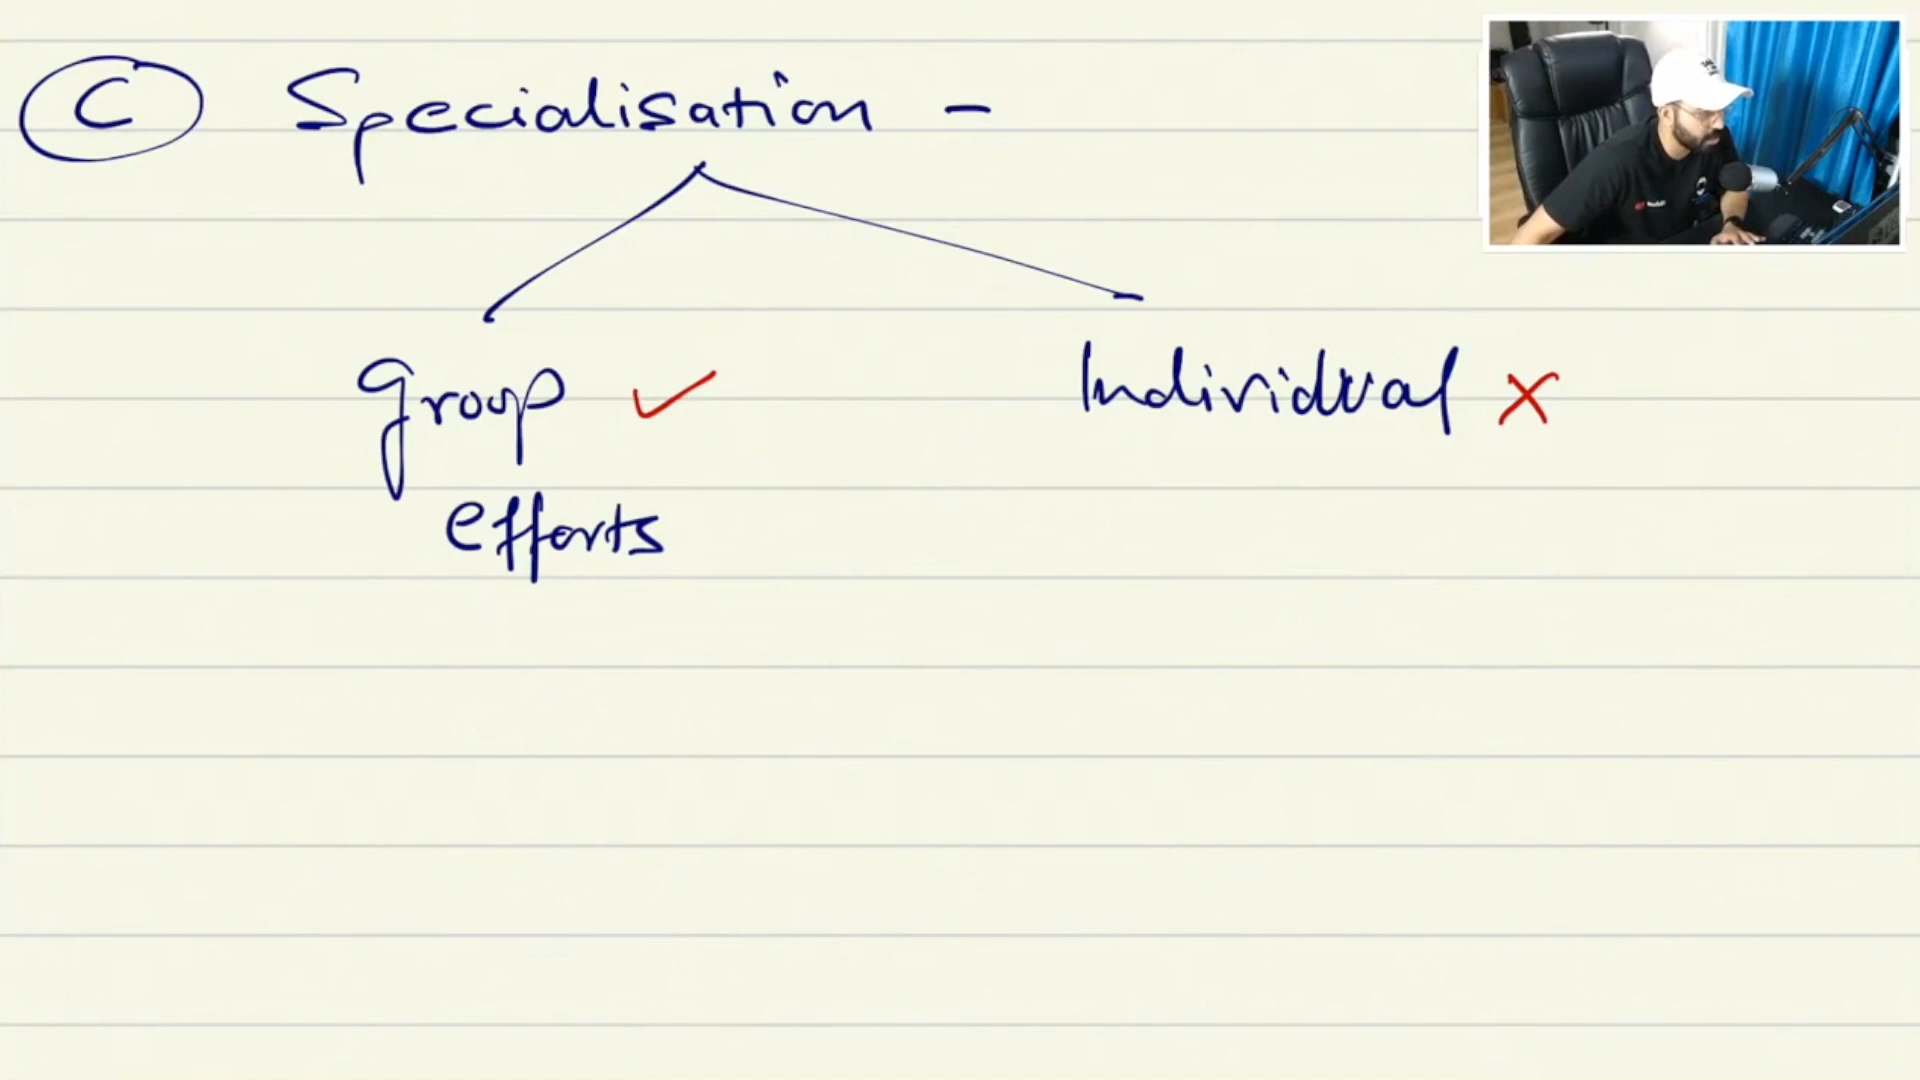 C Specialisation -
Group ✓ Individual ✗
efforts